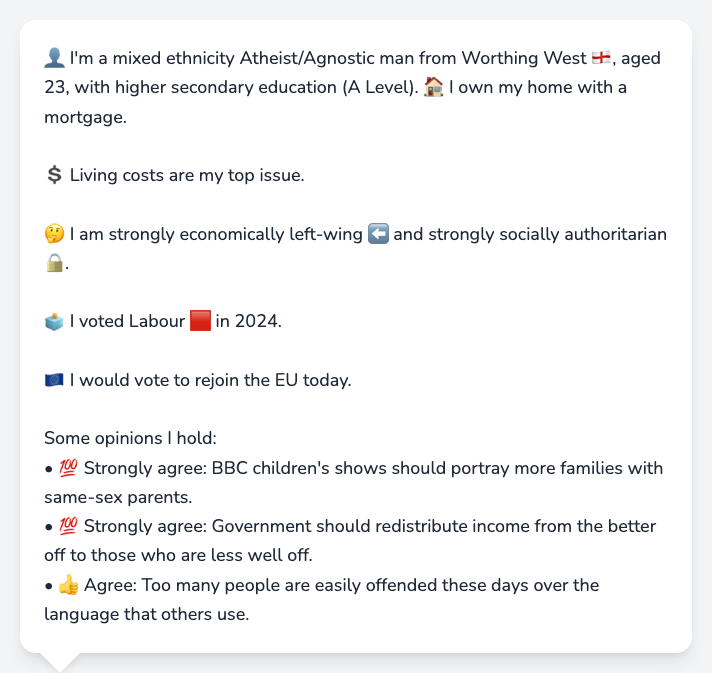 👤 I'm a mixed ethnicity Atheist/Agnostic man from Worthing West 🏴󠁧󠁢󠁥󠁮󠁧󠁿, aged
23, with higher secondary education (A Level). 🏠 I own my home with a
mortgage.
💲 Living costs are my top issue.
🤔 I am strongly economically left-wing ⬅️ and strongly socially authoritarian
🔒.
🗳️ I voted Labour 🟥 in 2024.
🇪🇺 I would vote to rejoin the EU today.
Some opinions I hold:
• 💯 Strongly agree: BBC children's shows should portray more families with
same-sex parents.
• 💯 Strongly agree: Government should redistribute income from the better
off to those who are less well off.
• 👍 Agree: Too many people are easily offended these days over the
language that others use.